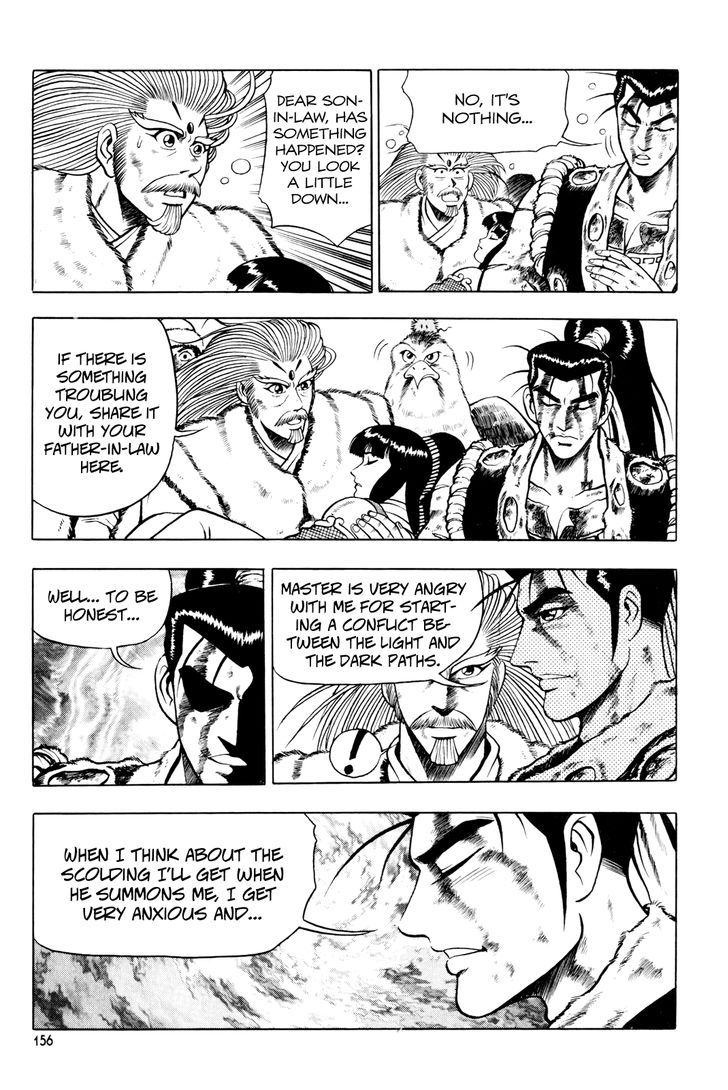 DEAR SON-
IN-LAW, HAS
SOMETHING
HAPPENED?
YOU LOOK
A LITTLE
DOWN...
NO, IT'S
NOTHING...
IF THERE IS
SOMETHING
TROUBLING
YOU, SHARE IT
WITH YOUR
FATHER-IN-LAW
HERE.
WELL... TO BE
HONEST...
MASTER IS VERY ANGRY
WITH ME FOR START-
ING A CONFLICT BE-
TWEEN THE LIGHT AND
THE DARK PATHS.
!
WHEN I THINK ABOUT THE
SCOLDING I'LL GET WHEN
HE SUMMONS ME, I GET
VERY ANXIOUS AND...
156